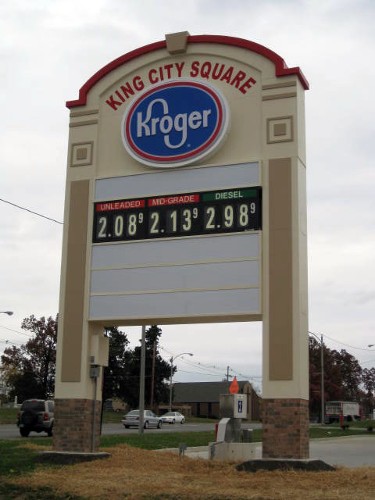 KING CITY SQUARE
Kroger
UNLEADED MID-GRADE DIESEL
2.08⁹ 2.13⁹ 2.98⁹